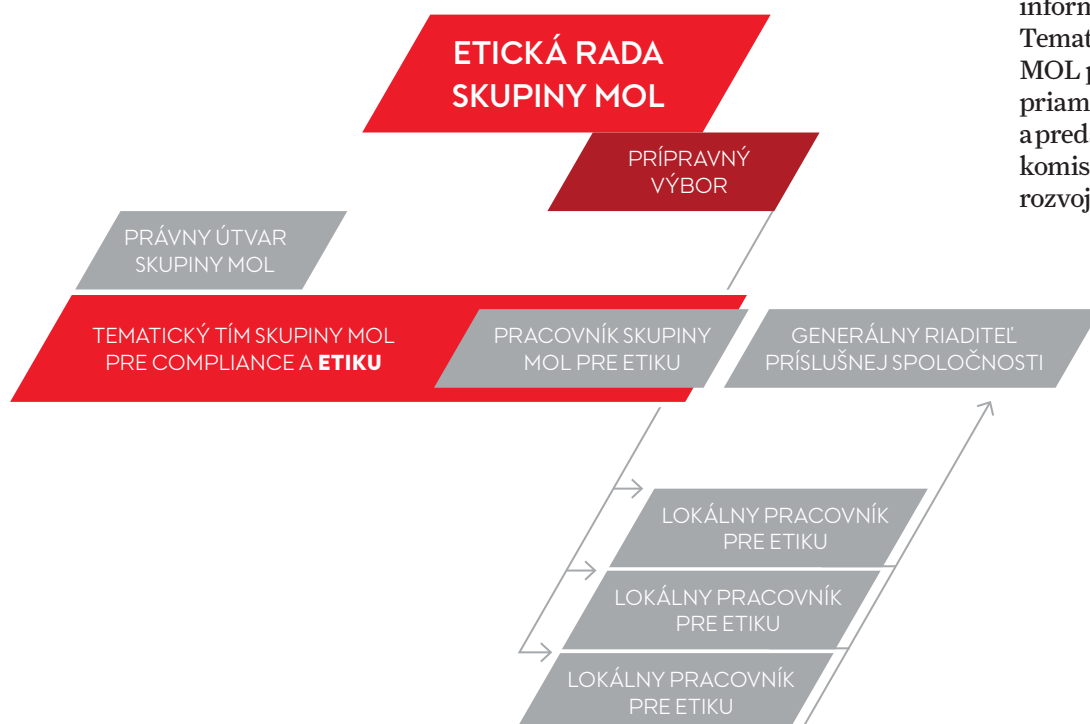 ETICKÁ RADA
SKUPINY MOL
PRÍPRAVNÝ
VÝBOR
PRÁVNY ÚTVAR
SKUPINY MOL
TEMATICKÝ TÍM SKUPINY MOL
PRE COMPLIANCE A ETIKU
PRACOVNÍK SKUPINY
MOL PRE ETIKU
GENERÁLNY RIADITEĽ
PRÍSLUŠNEJ SPOLOČNOSTI
LOKÁLNY PRACOVNÍK
PRE ETIKU
LOKÁLNY PRACOVNÍK
PRE ETIKU
LOKÁLNY PRACOVNÍK
PRE ETIKU
inform
Temat
MOL p
priam
a pred
komis
rozvoj